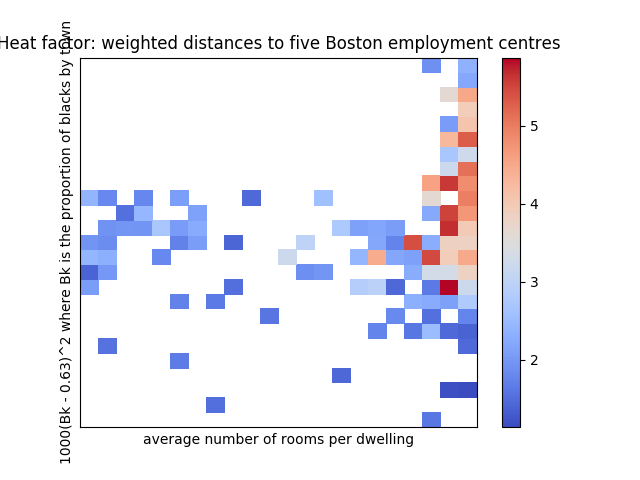 Heat factor: weighted distances to five Boston employment centres
1000(Bk - 0.63)^2 where Bk is the proportion of blacks by town
5
4
3
2
average number of rooms per dwelling